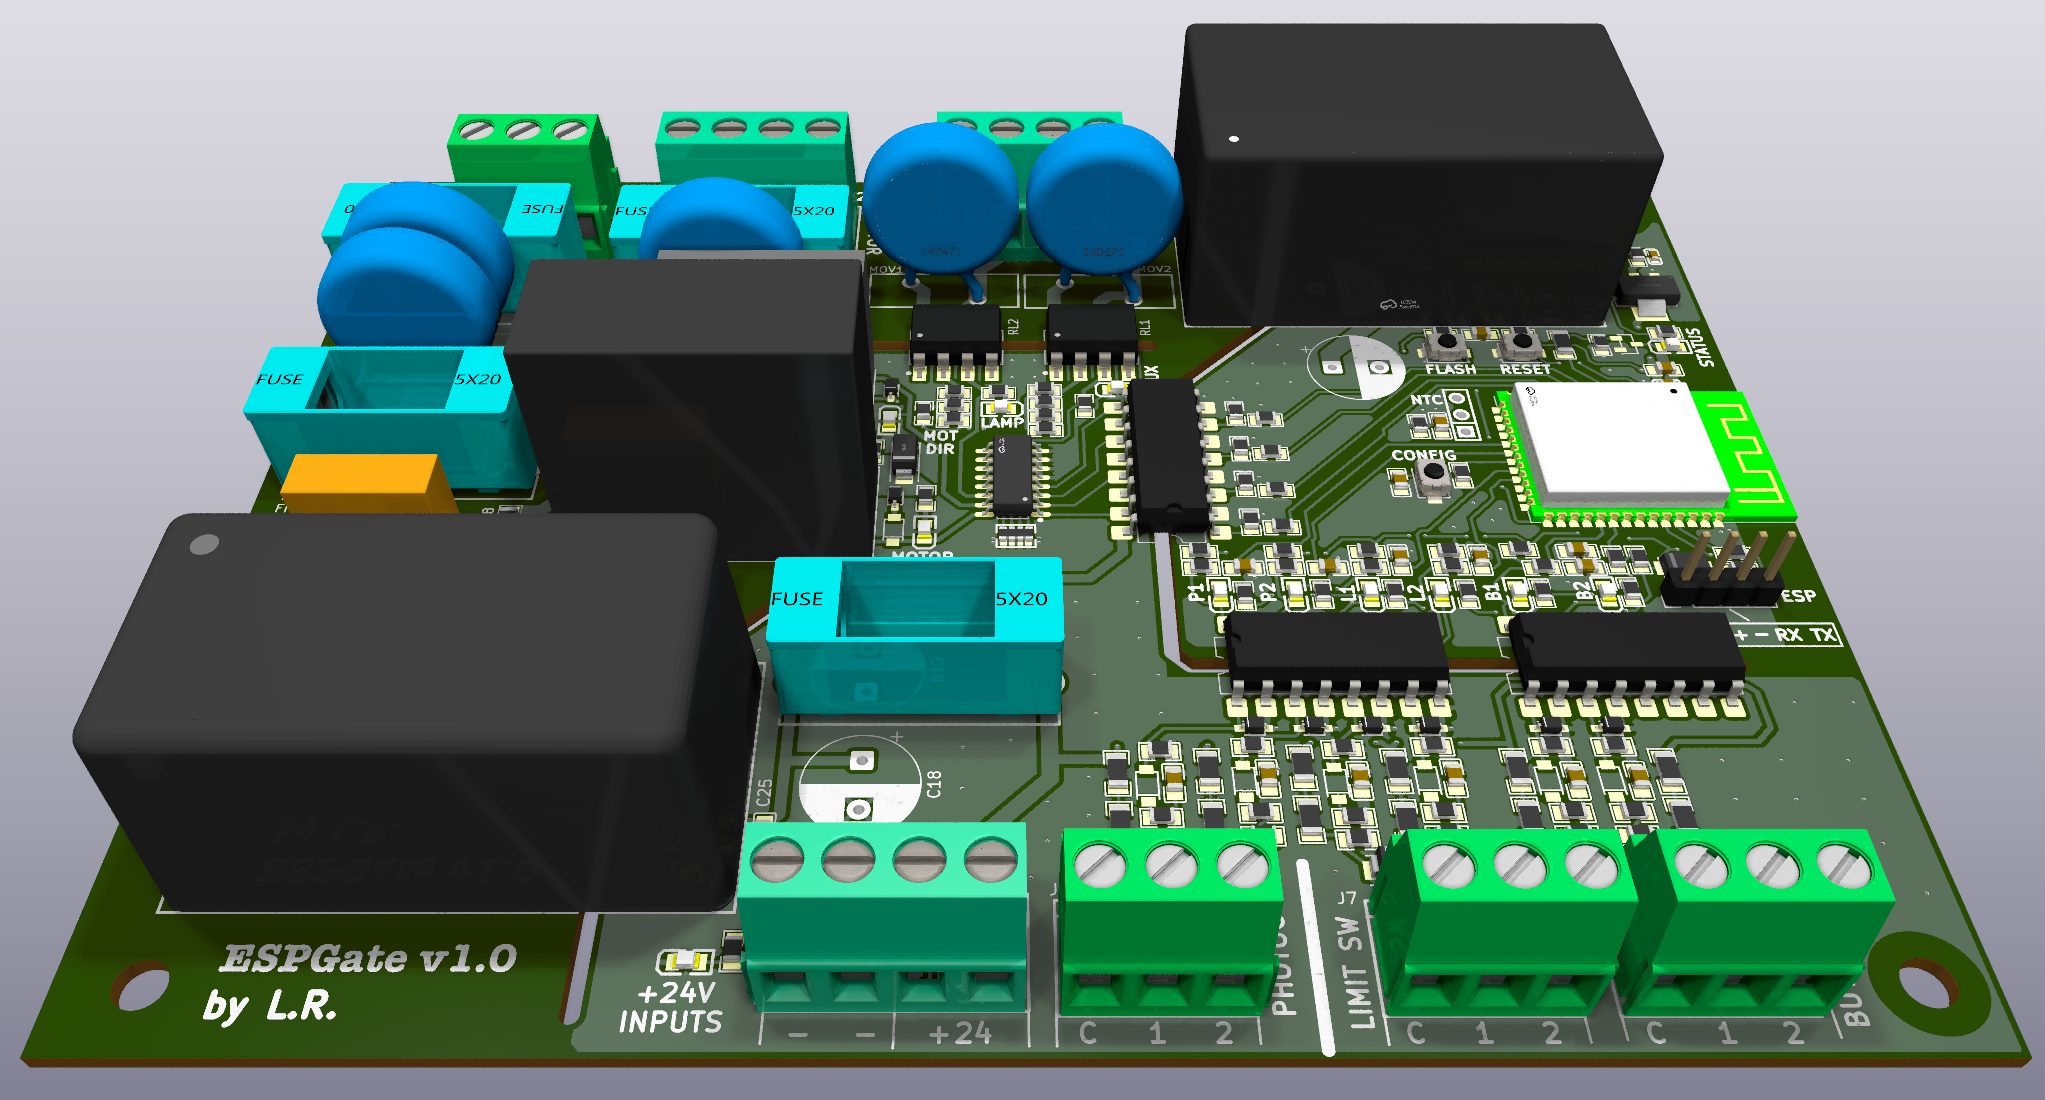 FUSE
FUSE
5X20
MOV1
MOV2
RL2
RL1
FUSE
5X20
FLASH
RESET
STATUS
NTC
LAMP
MOT
DIR
CONFIG
MOTOR
FUSE
5X20
P1
P2
L1
L2
B1
B2
ESP
+ - RX TX
C25
C18
J7
LIMIT SW
ESPGate v1.0
by L.R.
+24V
INPUTS
- - +24
C 1 2
C 1 2
C 1 2